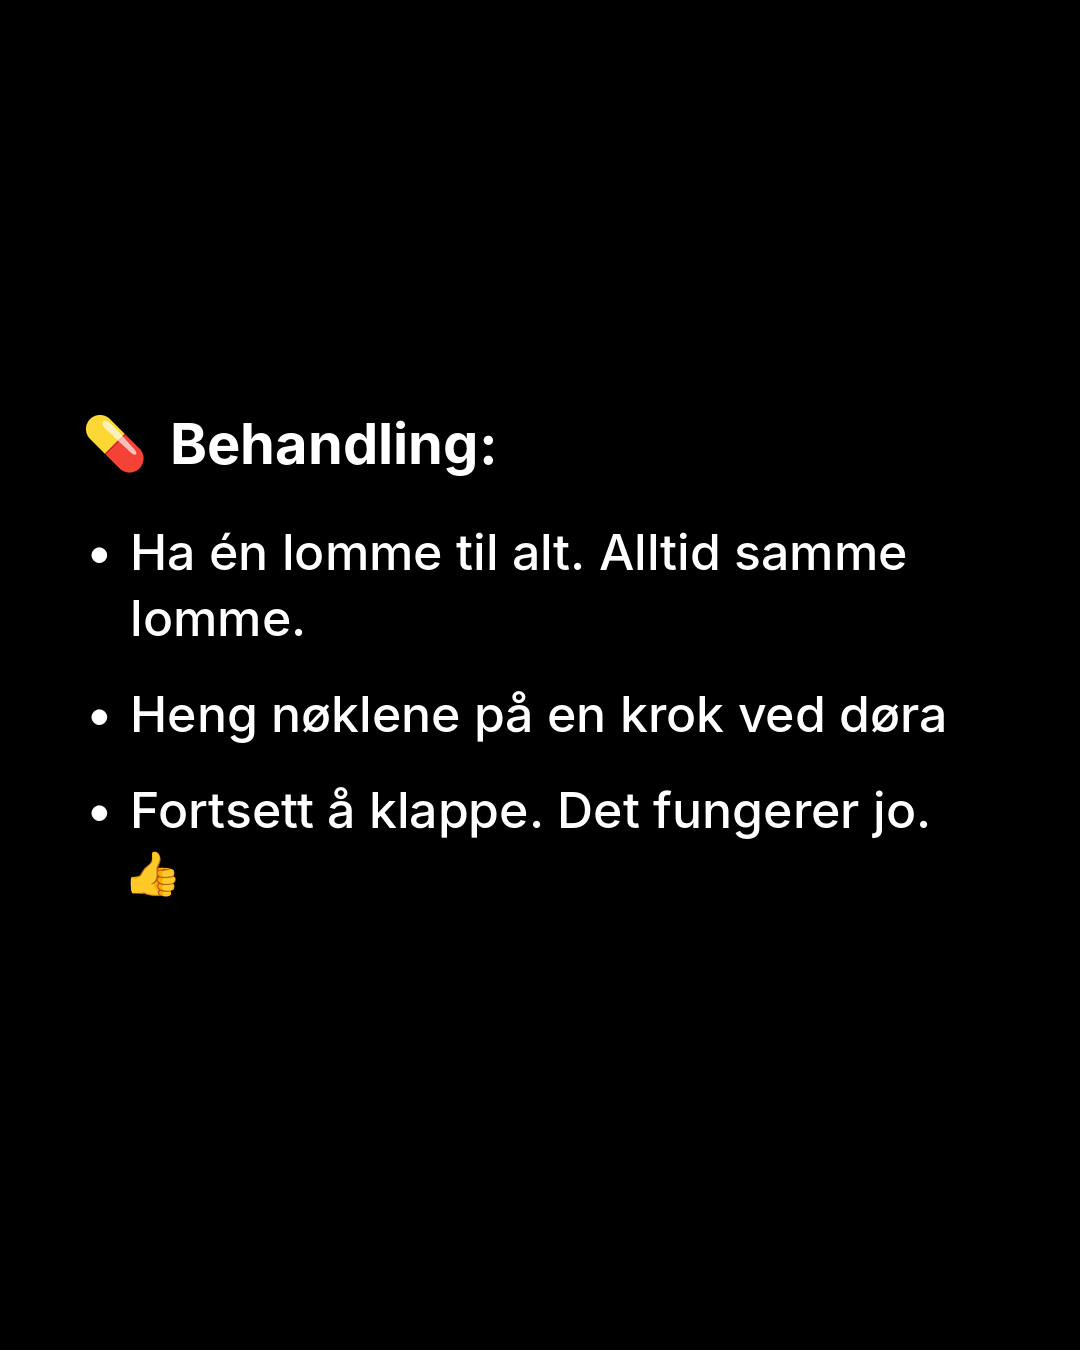 💊 Behandling:
• Ha én lomme til alt. Alltid samme
lomme.
• Heng nøklene på en krok ved døra
• Fortsett å klappe. Det fungerer jo.
👍